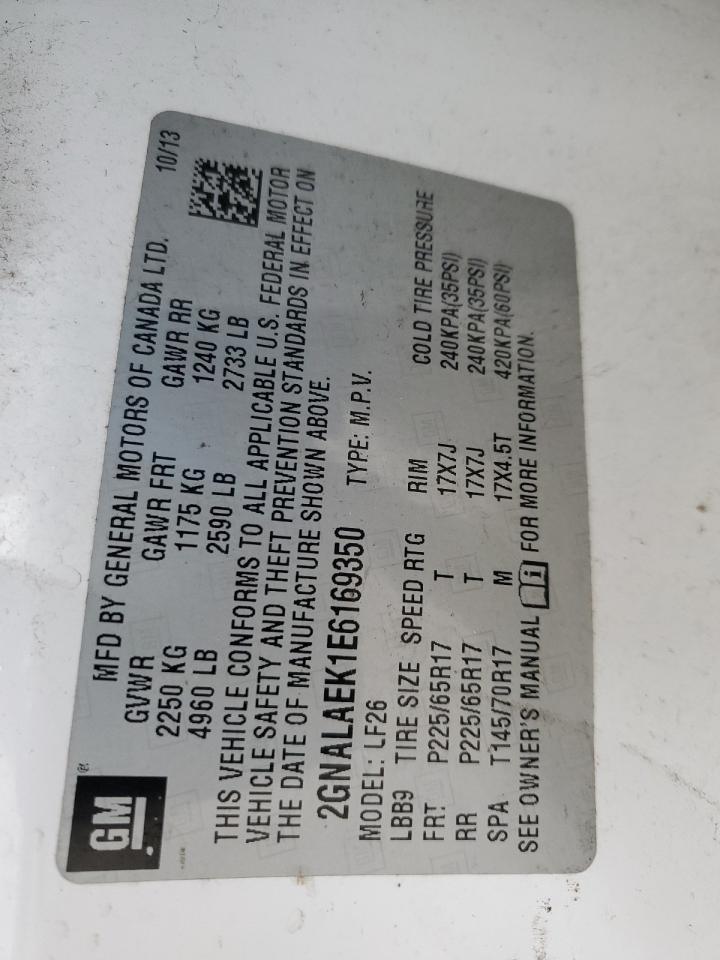 GM ®
MFD BY GENERAL MOTORS OF CANADA LTD. 10/13
GVWR GAWR FRT GAWR RR
2250 KG 1175 KG 1240 KG
4960 LB 2590 LB 2733 LB
THIS VEHICLE CONFORMS TO ALL APPLICABLE U.S. FEDERAL MOTOR
VEHICLE SAFETY AND THEFT PREVENTION STANDARDS IN EFFECT ON
THE DATE OF MANUFACTURE SHOWN ABOVE.
2GNALAEK1E6169350 TYPE: M.P.V.
MODEL: LF26
LBB9 TIRE SIZE SPEED RTG RIM COLD TIRE PRESSURE
FRT P225/65R17 T 17X7J 240KPA(35PSI)
RR P225/65R17 T 17X7J 240KPA(35PSI)
SPA T145/70R17 M 17X4.5T 420KPA(60PSI)
SEE OWNER'S MANUAL FOR MORE INFORMATION.